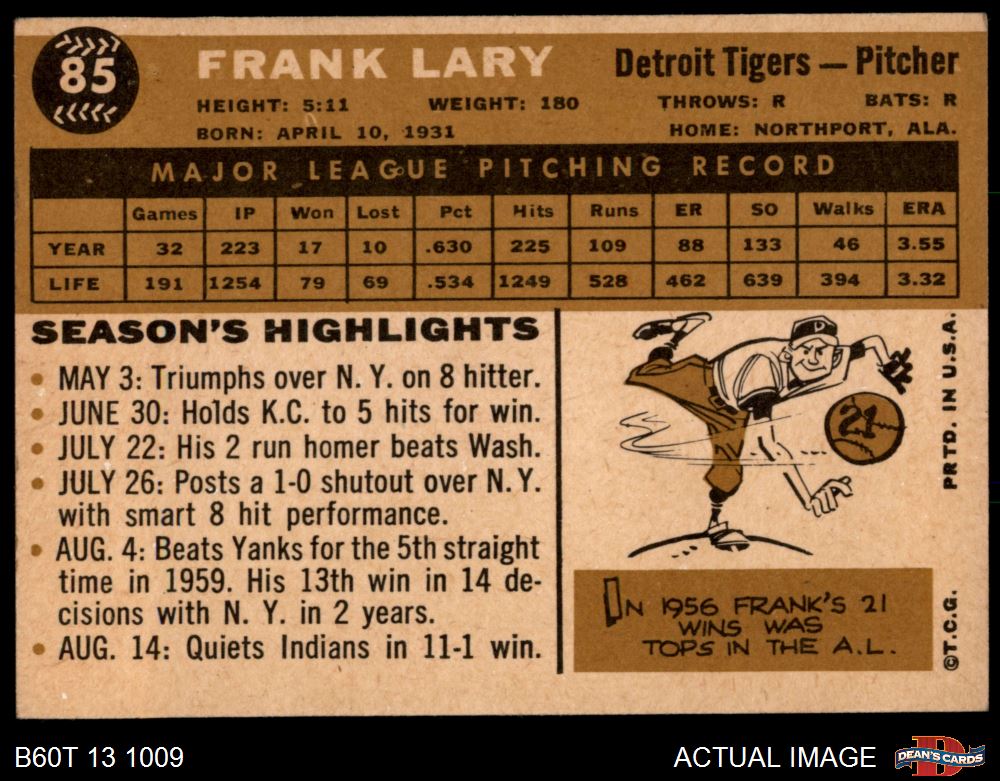 85
FRANK LARY
Detroit Tigers — Pitcher
HEIGHT: 5:11 WEIGHT: 180 THROWS: R BATS: R
BORN: APRIL 10, 1931 HOME: NORTHPORT, ALA.
MAJOR LEAGUE PITCHING RECORD
Games IP Won Lost Pct Hits Runs ER SO Walks ERA
YEAR 32 223 17 10 .630 225 109 88 133 46 3.55
LIFE 191 1254 79 69 .534 1249 528 462 639 394 3.32
SEASON'S HIGHLIGHTS
• MAY 3: Triumphs over N. Y. on 8 hitter.
• JUNE 30: Holds K.C. to 5 hits for win.
• JULY 22: His 2 run homer beats Wash.
• JULY 26: Posts a 1-0 shutout over N. Y.
with smart 8 hit performance.
• AUG. 4: Beats Yanks for the 5th straight
time in 1959. His 13th win in 14 de-
cisions with N. Y. in 2 years.
• AUG. 14: Quiets Indians in 11-1 win.
D
21
IN 1956 FRANK'S 21
WINS WAS
TOPS IN THE A.L.
©T.C.G. PRTD. IN U.S.A.
B60T 13 1009
ACTUAL IMAGE
D
DEAN'S CARDS